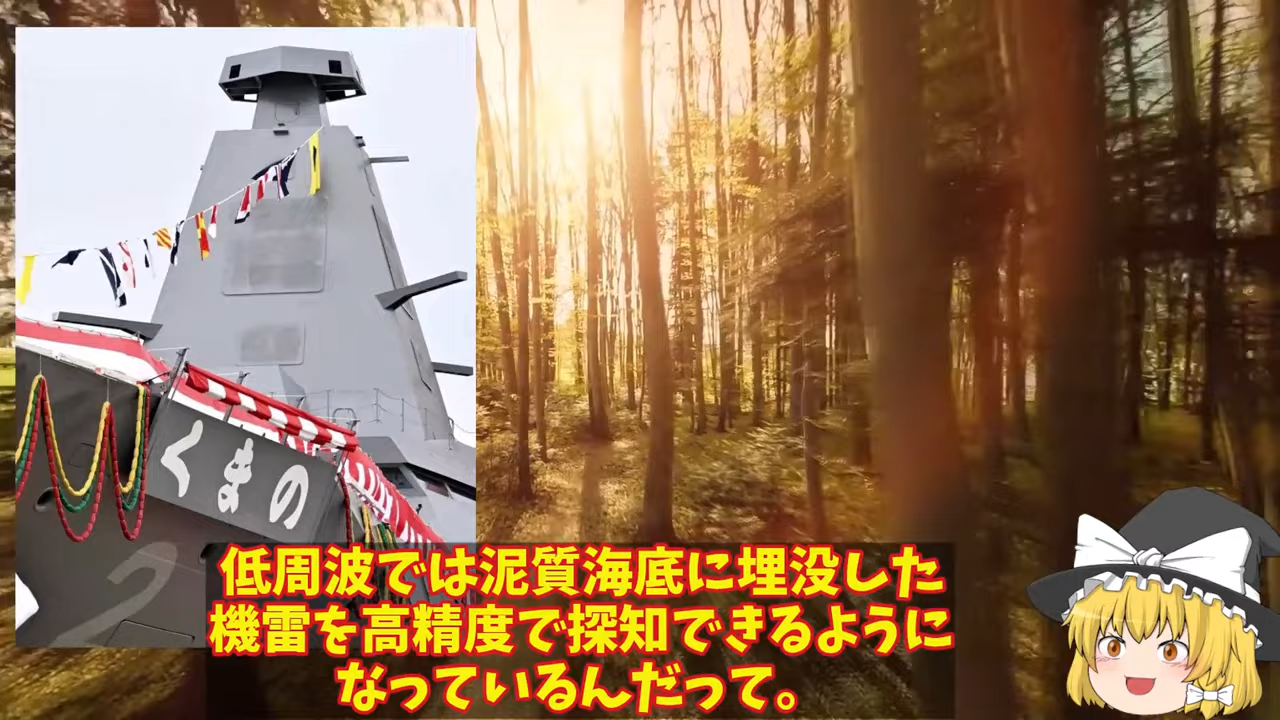 くまの
2
低周波では泥質海底に埋没した
機雷を高精度で探知できるように
なっているんだって。